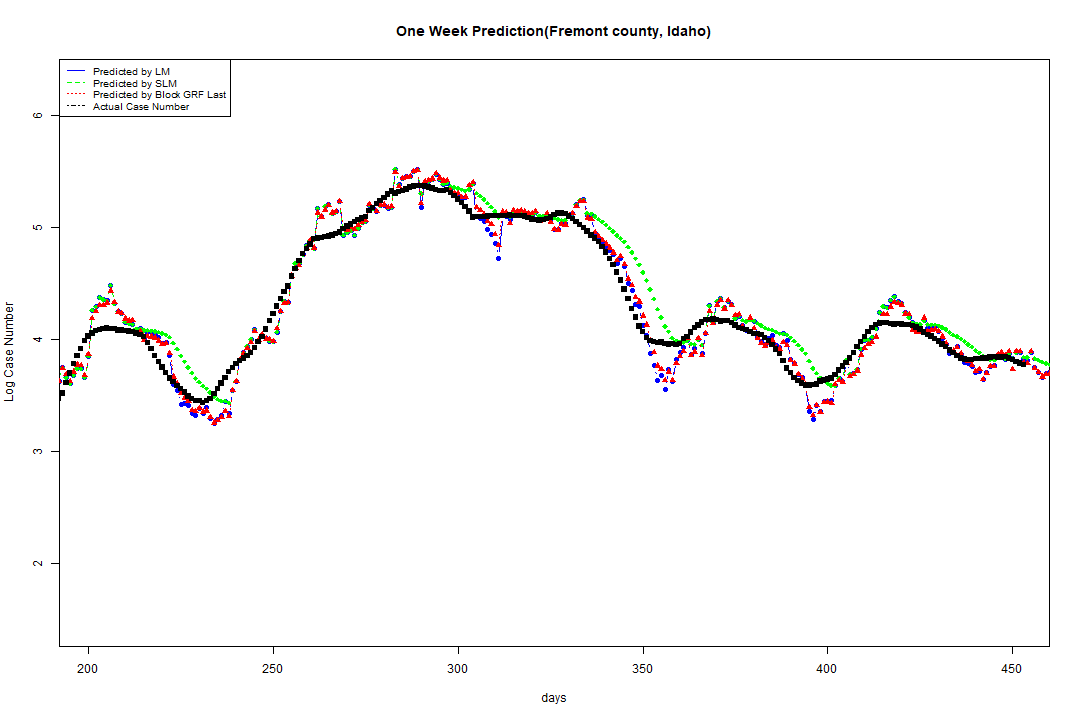 One Week Prediction(Fremont county, Idaho)
Predicted by LM
Predicted by SLM
Predicted by Block GRF Last
Actual Case Number
6
5
4
3
2
Log Case Number
200 250 300 350 400 450
days